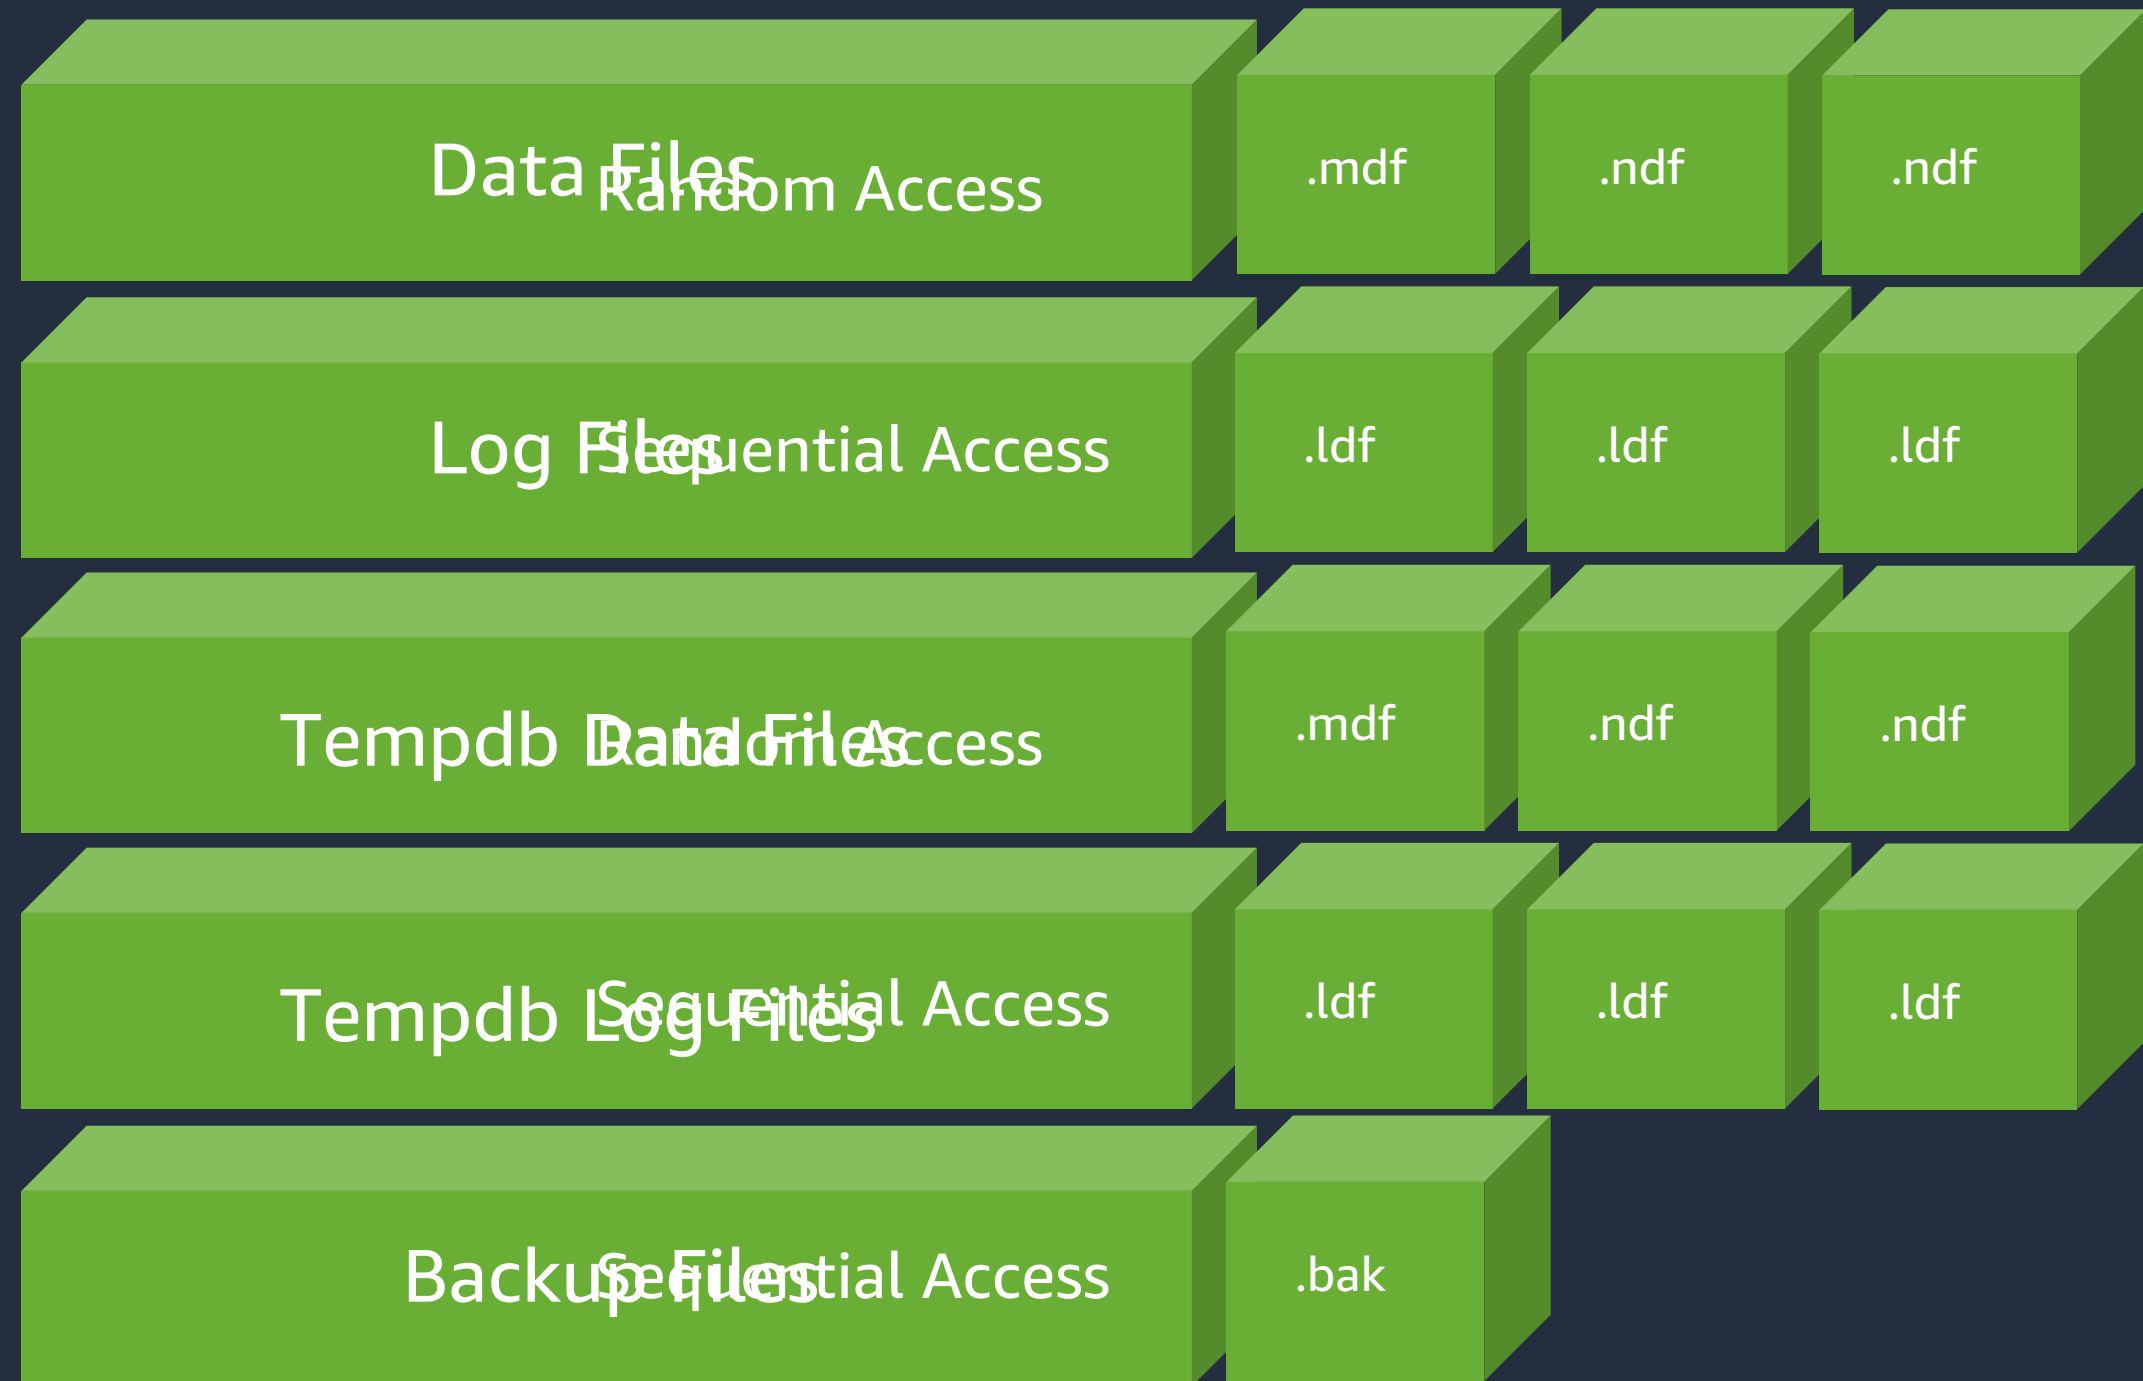 Data Files
Random Access
.mdf
.ndf
.ndf
Log Files
Sequential Access
.ldf
.ldf
.ldf
Tempdb Data Files
Random Access
.mdf
.ndf
.ndf
Tempdb Log Files
Sequential Access
.ldf
.ldf
.ldf
Backup Files
Sequential Access
.bak